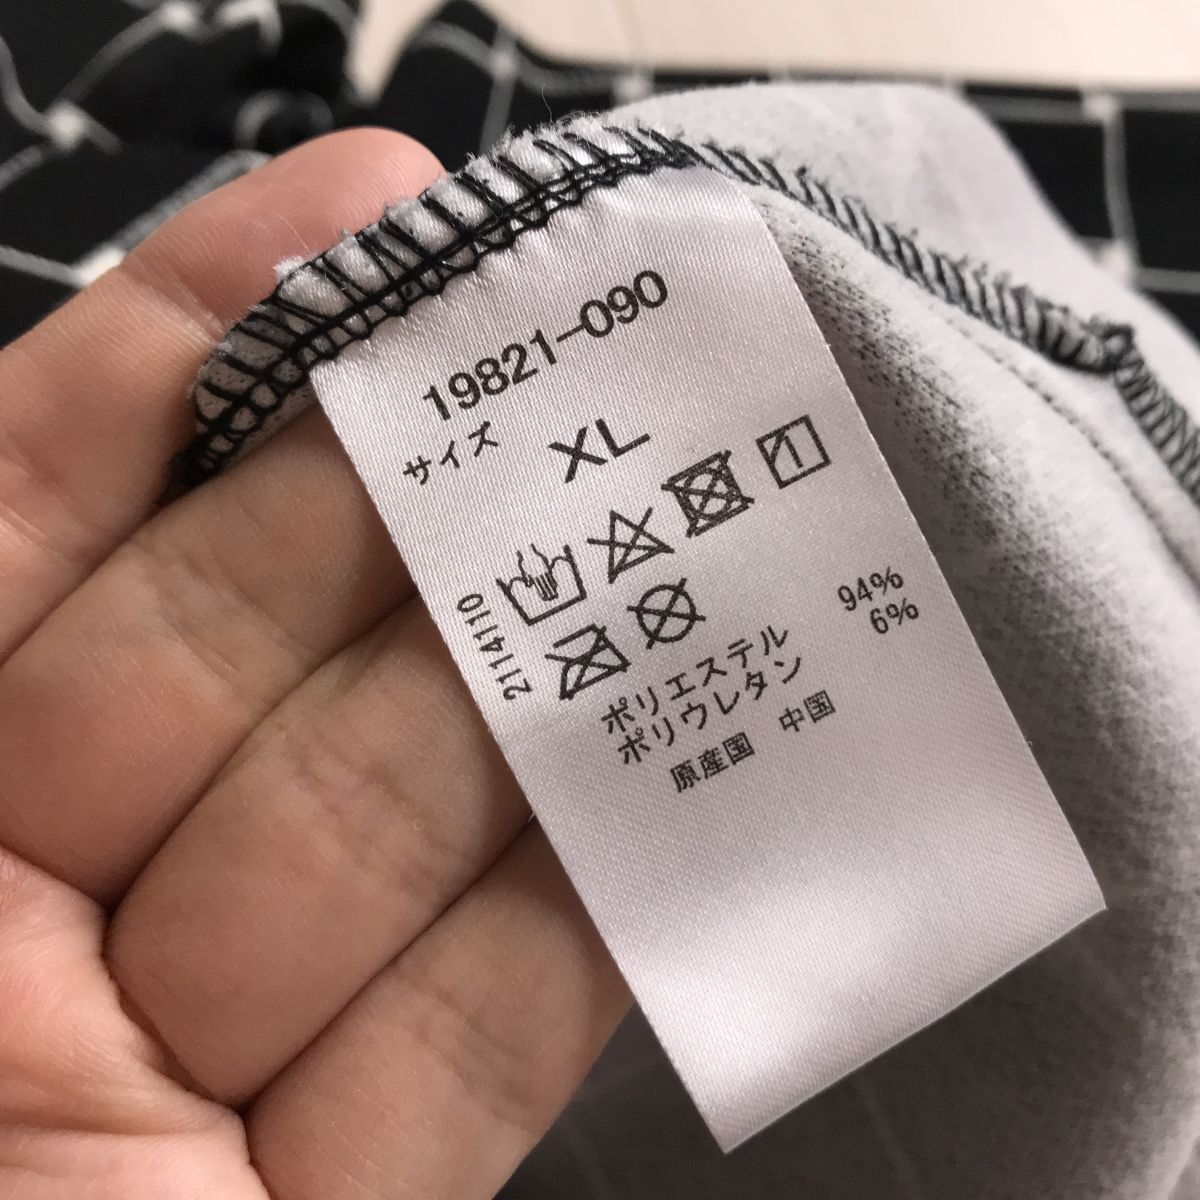 19821-090
サイズ XL
2114110
ポリエステル 94%
ポリウレタン 6%
原産国 中国